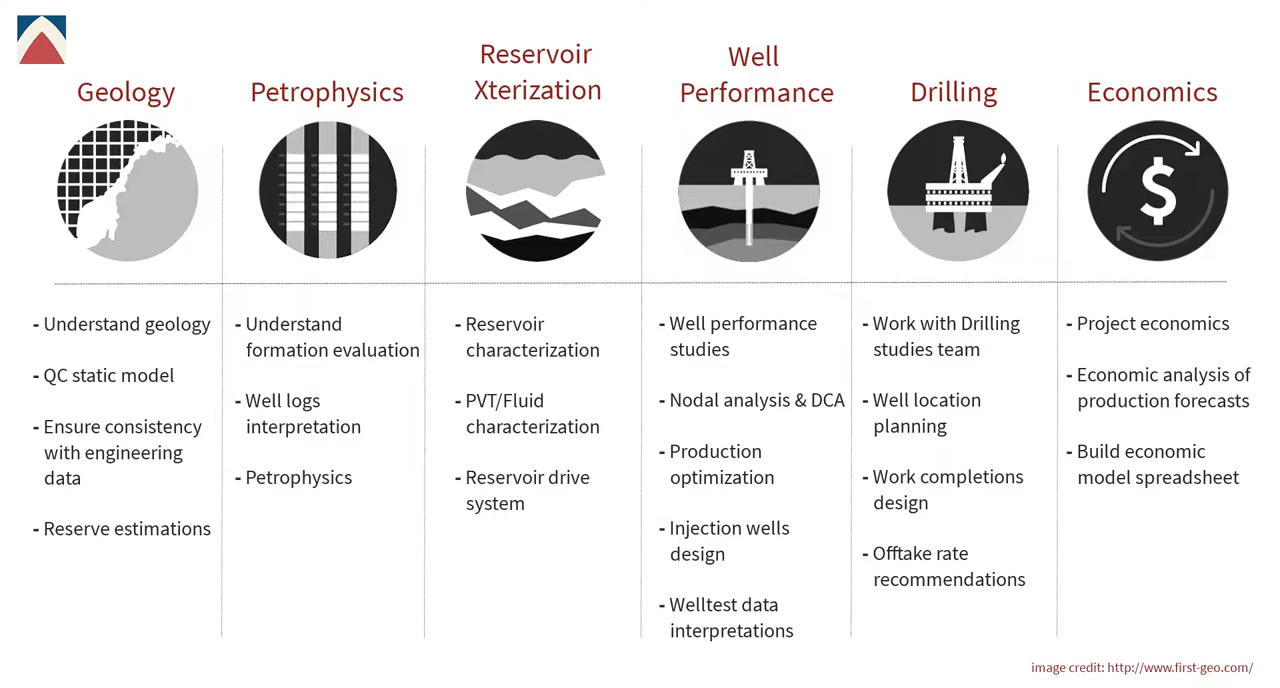 Geology
Petrophysics
Reservoir
Xterization
Well
Performance
Drilling
Economics
- Understand geology
- QC static model
- Ensure consistency
with engineering
data
- Reserve estimations
- Understand
formation evaluation
- Well logs
interpretation
- Petrophysics
- Reservoir
characterization
- PVT/Fluid
characterization
- Reservoir drive
system
- Well performance
studies
- Nodal analysis & DCA
- Production
optimization
- Injection wells
design
- Welltest data
interpretations
- Work with Drilling
studies team
- Well location
planning
- Work completions
design
- Offtake rate
recommendations
- Project economics
- Economic analysis of
production forecasts
- Build economic
model spreadsheet
$
image credit: http://www.first-geo.com/